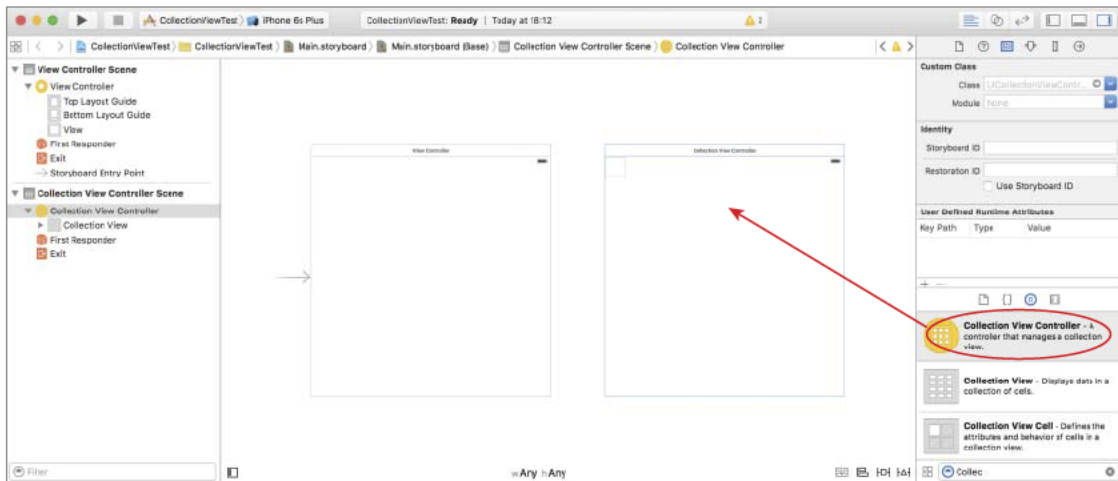 CollectionViewTest iPhone 6s Plus CollectionViewTest: Ready | Today at 18:12 2
CollectionViewTest CollectionViewTest Main.storyboard Main.storyboard (Base) Collection View Controller Scene Collection View Controller
View Controller Scene
View Controller
Top Layout Guide
Bottom Layout Guide
View
First Responder
Exit
Storyboard Entry Point
Collection View Controller Scene
Collection View Controller
Collection View
First Responder
Exit
Filter
View Controller
Collection View Controller
wAny hAny
Custom Class
Class UICollectionViewContr...
Module None
Identity
Storyboard ID
Restoration ID
Use Storyboard ID
User Defined Runtime Attributes
Key Path Type Value
Collection View Controller - A
controller that manages a collection
view.
Collection View - Displays data in a
collection of cells.
Collection View Cell - Defines the
attributes and behavior of cells in a
collection view.
Collec